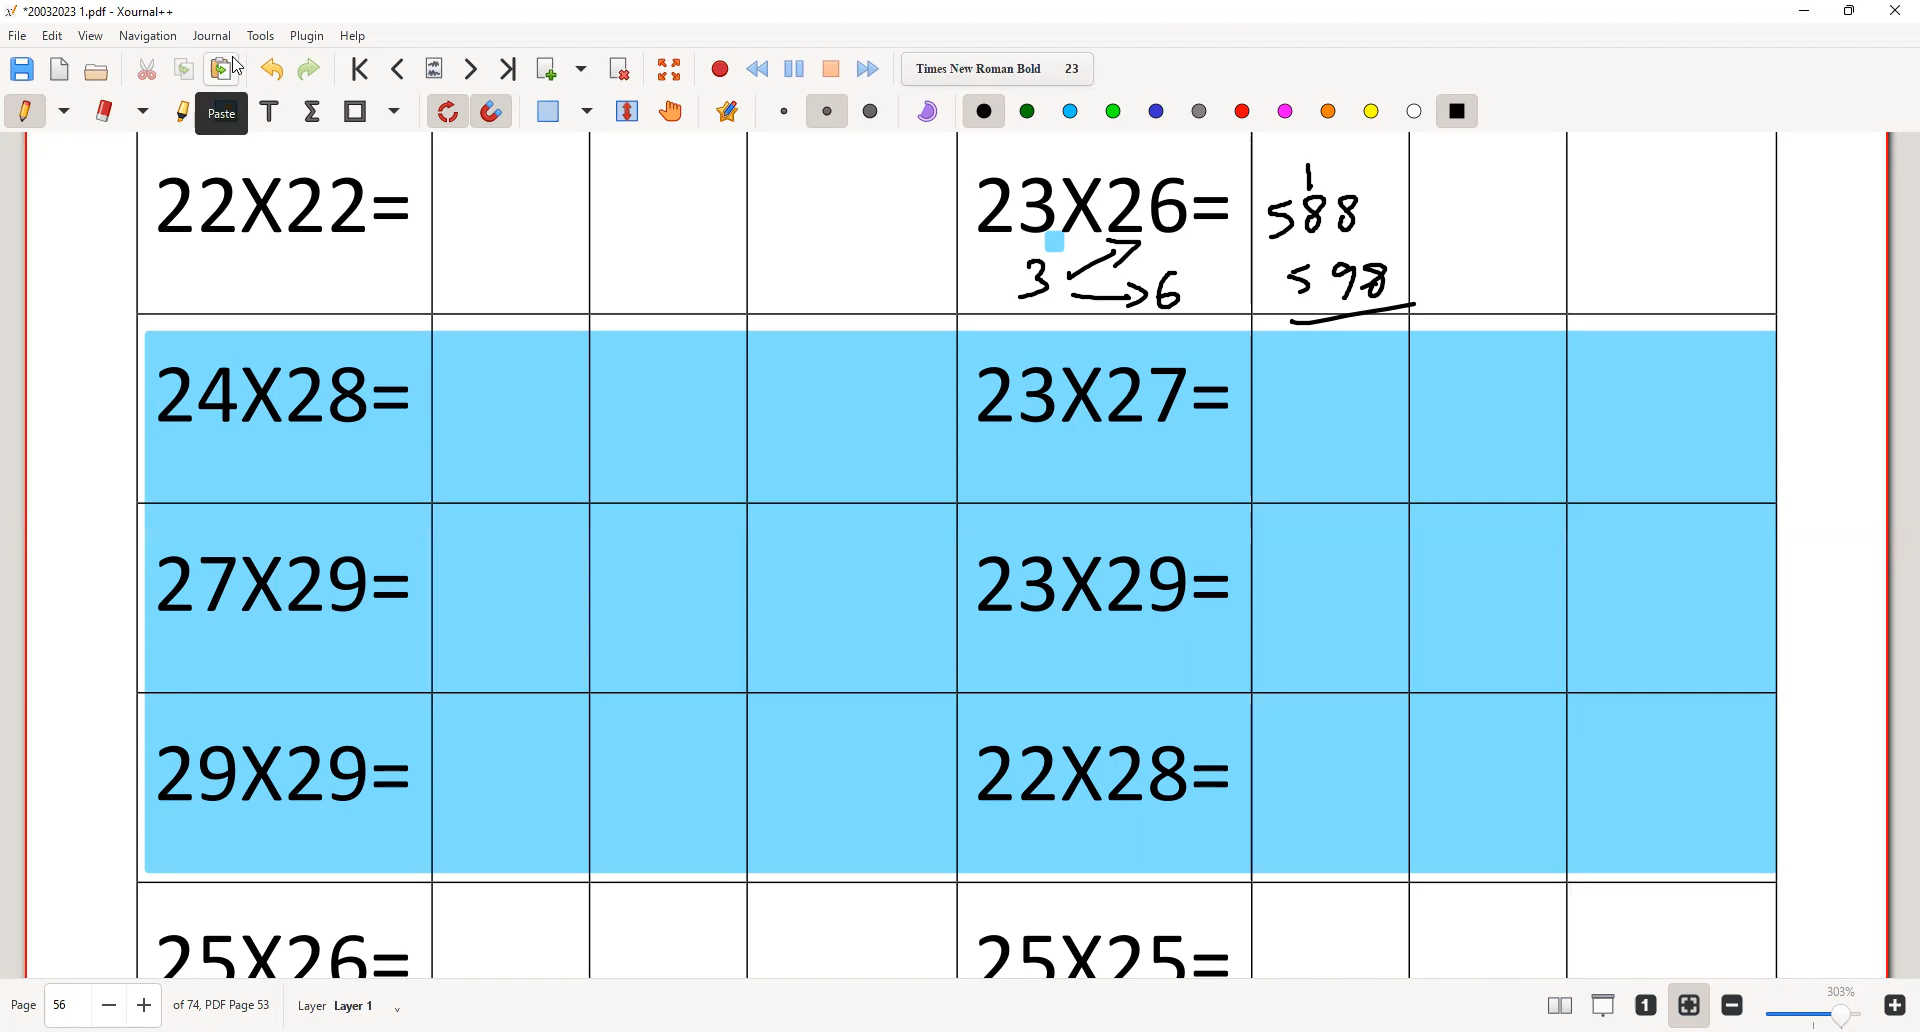 *20032023 1.pdf - Xournal++
File Edit View Navigation Journal Tools Plugin Help
Times New Roman Bold 23
Paste
22X22=
23X26=
1
588
3 6
598
24X28=
23X27=
27X29=
23X29=
29X29=
22X28=
25X26=
25X25=
Page 56 of 74, PDF Page 53 Layer Layer 1
1
303%